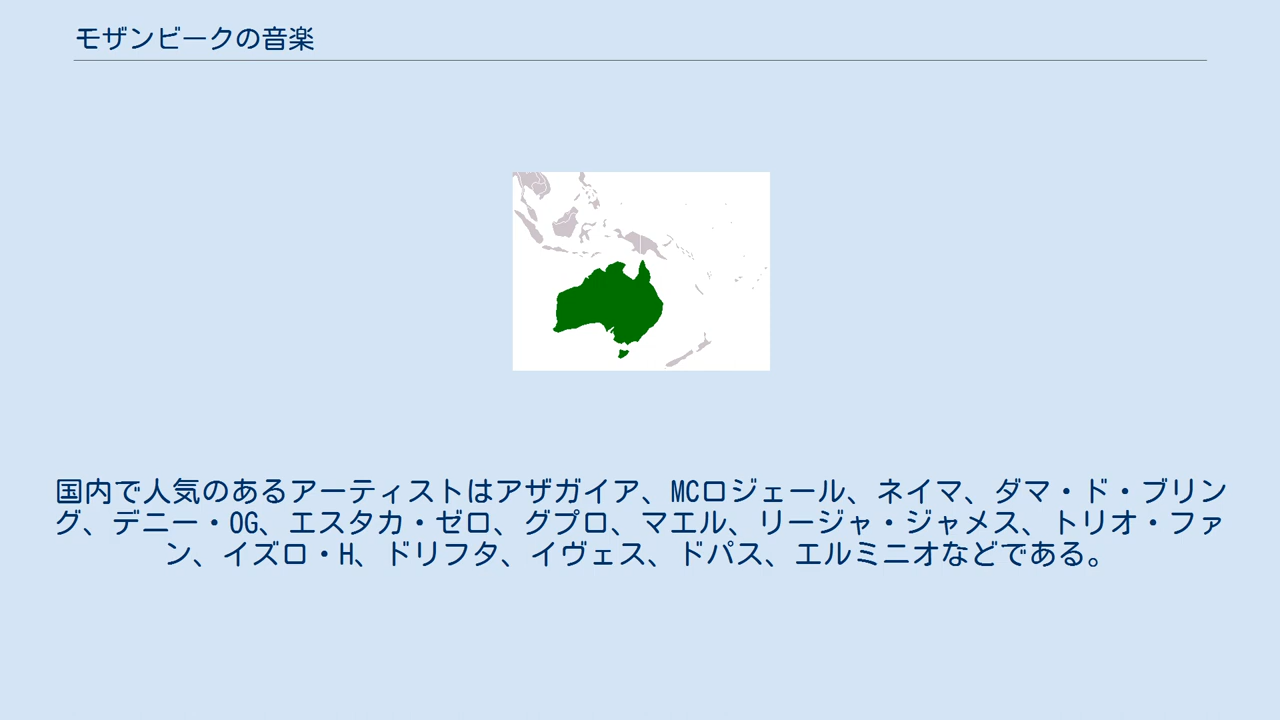 モザンビークの音楽
国内で人気のあるアーティストはアザガイア、MCロジェール、ネイマ、ダマ・ド・ブリン
グ、デニー・OG、エスタカ・ゼロ、グプロ、マエル、リージャ・ジャメス、トリオ・ファ
ン、イズロ・H、ドリフタ、イヴェス、ドパス、エルミニオなどである。